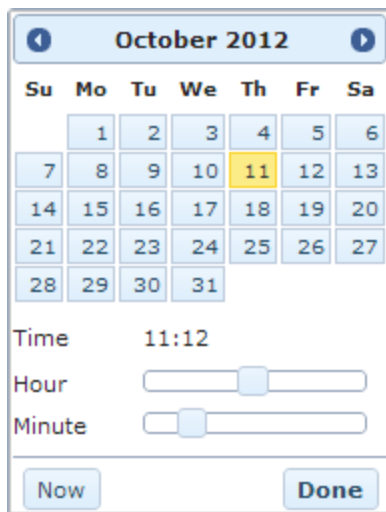 October 2012
Su Mo Tu We Th Fr Sa
1 2 3 4 5 6
7 8 9 10 11 12 13
14 15 16 17 18 19 20
21 22 23 24 25 26 27
28 29 30 31
Time 11:12
Hour
Minute
Now Done